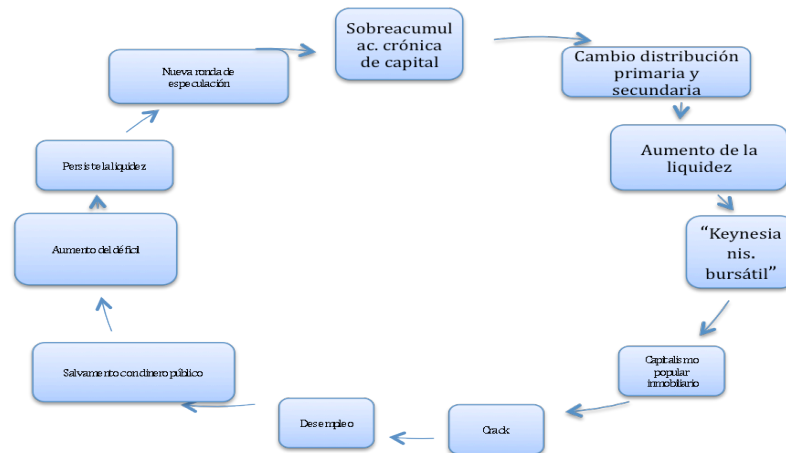 Sobreacumul
ac. crónica
de capital
Cambio distribución
primaria y
secundaria
Aumento de la
liquidez
“Keynesia
nis.
bursátil”
Capitalismo
popular
inmobiliario
Crack
Desempleo
Salvamento con dinero público
Aumento del déficil
Persiste la liquidez
Nueva ronda de
especulación